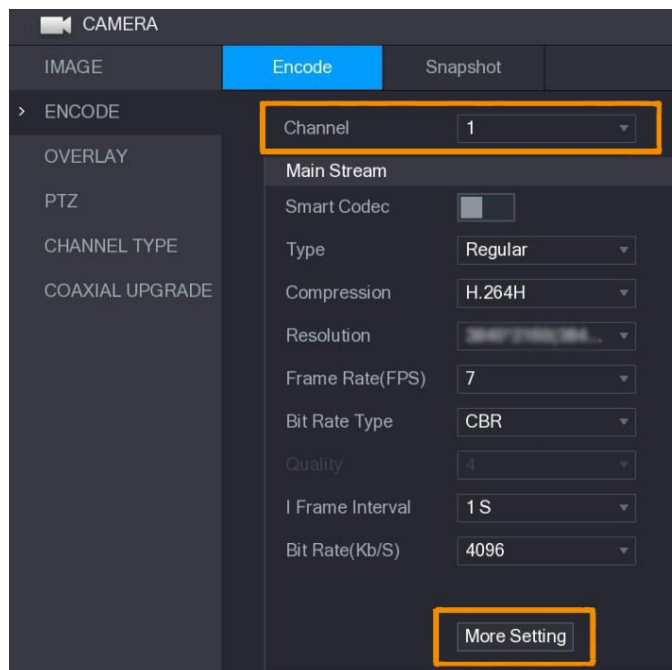 CAMERA
IMAGE
ENCODE
OVERLAY
PTZ
CHANNEL TYPE
COAXIAL UPGRADE
Encode Snapshot
Channel 1
Main Stream
Smart Codec
Type Regular
Compression H.264H
Resolution
Frame Rate(FPS) 7
Bit Rate Type CBR
Quality 4
I Frame Interval 1 S
Bit Rate(Kb/S) 4096
More Setting